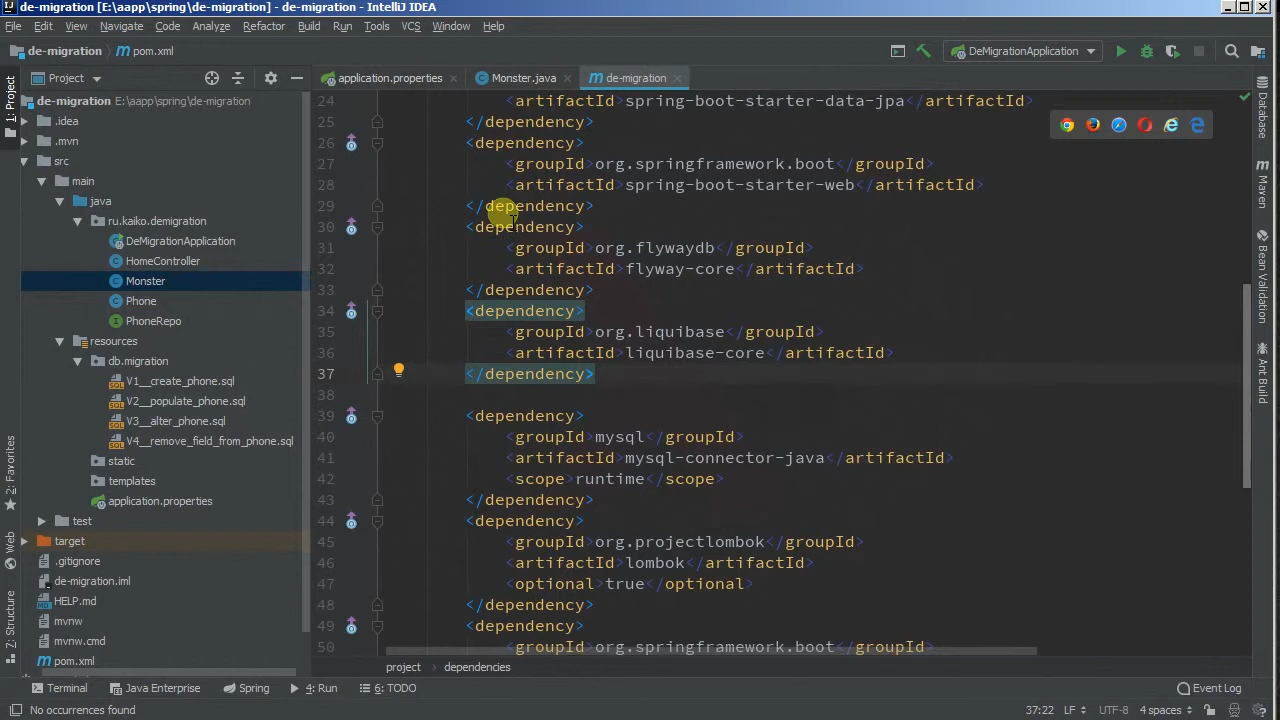 de-migration [E:\aapp\spring\de-migration] - IntelliJ IDEA
File Edit View Navigate Code Analyze Refactor Build Run Tools VCS Window Help
de-migration pom.xml
DeMigrationApplication
Project
application.properties
Monster.java
de-migration
1: Project
2: Favorites
Web
7: Structure
de-migration E:\aapp\spring\de-migration
.idea
.mvn
src
main
java
ru.kaiko.demigration
DeMigrationApplication
HomeController
Monster
Phone
PhoneRepo
resources
db.migration
V1__create_phone.sql
V2__populate_phone.sql
V3__alter_phone.sql
V4__remove_field_from_phone.sql
static
templates
application.properties
test
target
.gitignore
de-migration.iml
HELP.md
mvnw
mvnw.cmd
pom.xml
24 <artifactId>spring-boot-starter-data-jpa</artifactId>
25 </dependency>
26 <dependency>
27 <groupId>org.springframework.boot</groupId>
28 <artifactId>spring-boot-starter-web</artifactId>
29 </dependency>
30 <dependency>
31 <groupId>org.flywaydb</groupId>
32 <artifactId>flyway-core</artifactId>
33 </dependency>
34 <dependency>
35 <groupId>org.liquibase</groupId>
36 <artifactId>liquibase-core</artifactId>
37 </dependency>
38
39 <dependency>
40 <groupId>mysql</groupId>
41 <artifactId>mysql-connector-java</artifactId>
42 <scope>runtime</scope>
43 </dependency>
44 <dependency>
45 <groupId>org.projectlombok</groupId>
46 <artifactId>lombok</artifactId>
47 <optional>true</optional>
48 </dependency>
49 <dependency>
50 <groupId>org.springframework.boot</groupId>
project dependencies
Database
Maven
Bean Validation
Ant Build
Terminal Java Enterprise Spring 4: Run 6: TODO Event Log
No occurrences found 37:22 LF UTF-8 4 spaces